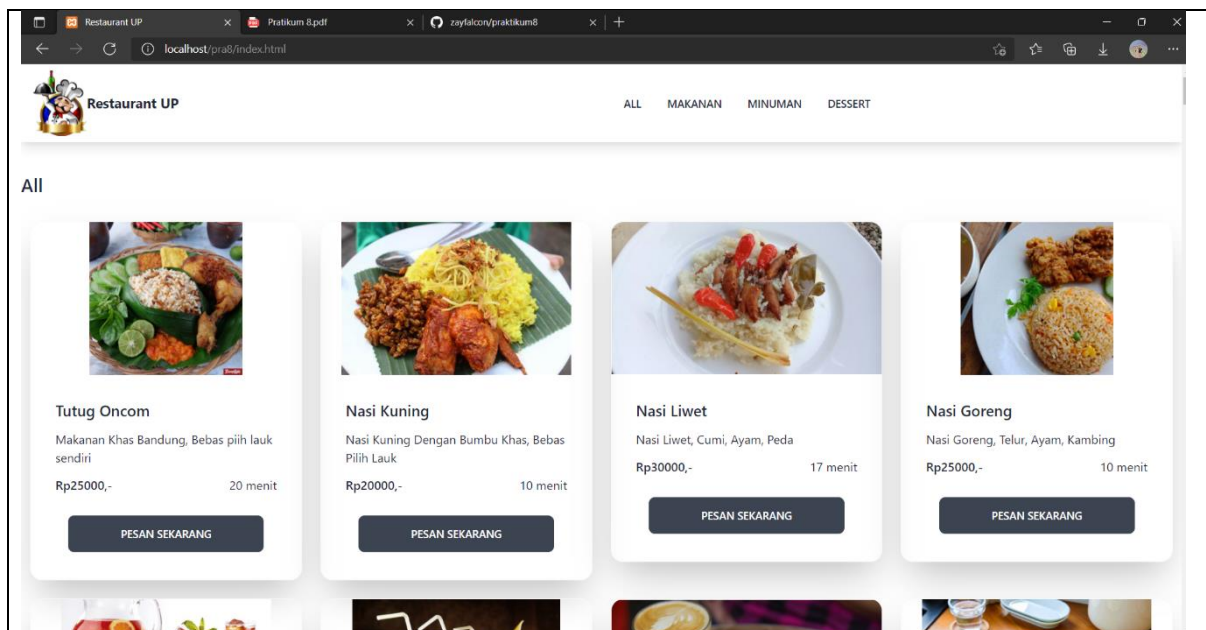 Restaurant UP
Pratikum 8.pdf
zayfalcon/praktikum8
localhost/pra8/index.html
Restaurant UP
ALL MAKANAN MINUMAN DESSERT
All
Tutug Oncom
Makanan Khas Bandung, Bebas piih lauk
sendiri
Rp25000,- 20 menit
PESAN SEKARANG
Nasi Kuning
Nasi Kuning Dengan Bumbu Khas, Bebas
Pilih Lauk
Rp20000,- 10 menit
PESAN SEKARANG
Nasi Liwet
Nasi Liwet, Cumi, Ayam, Peda
Rp30000,- 17 menit
PESAN SEKARANG
Nasi Goreng
Nasi Goreng, Telur, Ayam, Kambing
Rp25000,- 10 menit
PESAN SEKARANG